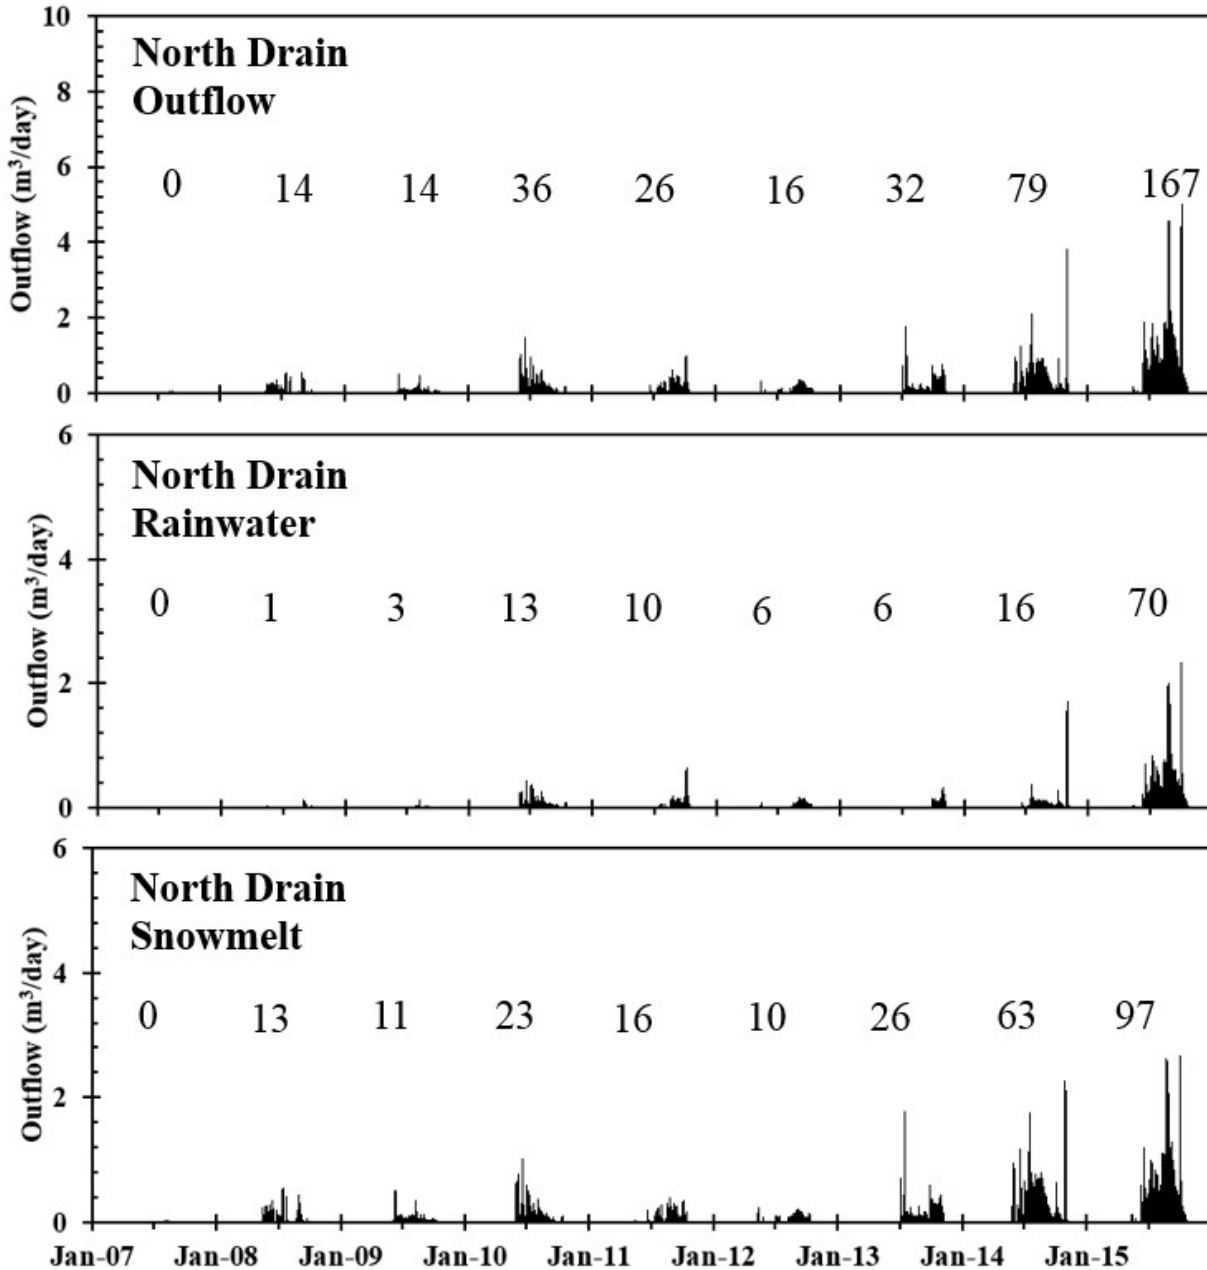 North Drain
Outflow
Outflow (m³/day)
10
8
6
4
2
0
0 14 14 36 26 16 32 79 167
North Drain
Rainwater
Outflow (m³/day)
6
4
2
0
0 1 3 13 10 6 6 16 70
North Drain
Snowmelt
Outflow (m³/day)
6
4
2
0
0 13 11 23 16 10 26 63 97
Jan-07 Jan-08 Jan-09 Jan-10 Jan-11 Jan-12 Jan-13 Jan-14 Jan-15